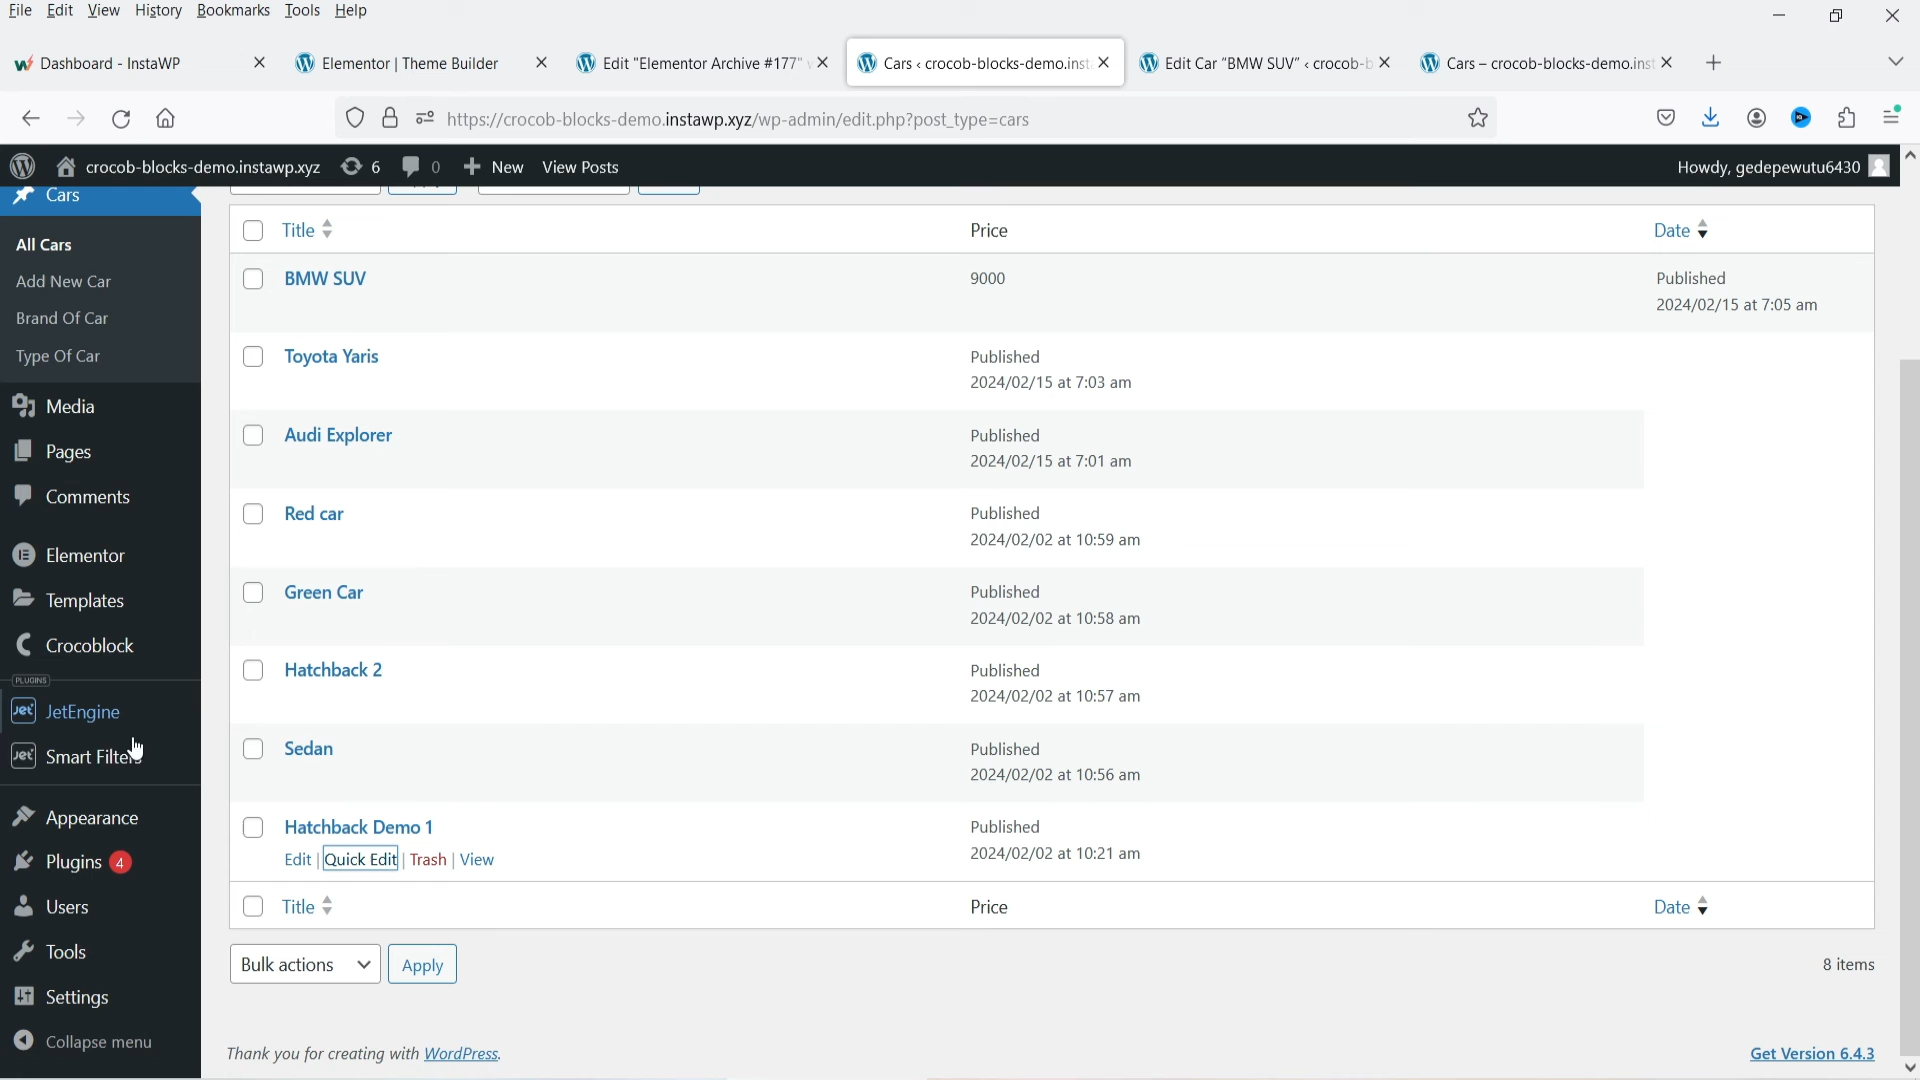 File Edit View History Bookmarks Tools Help
Dashboard - InstaWP
Elementor | Theme Builder
Edit "Elementor Archive #177"
Cars ‹ crocob-blocks-demo.inst
Edit Car "BMW SUV" ‹ crocob-b
Cars – crocob-blocks-demo.inst
https://crocob-blocks-demo.instawp.xyz/wp-admin/edit.php?post_type=cars
crocob-blocks-demo.instawp.xyz 6 0 New View Posts Howdy, gedepewutu6430
Cars
All Cars
Add New Car
Brand Of Car
Type Of Car
Media
Pages
Comments
Elementor
Templates
Crocoblock
PLUGINS
Jet JetEngine
Jet Smart Filters
Appearance
Plugins 4
Users
Tools
Settings
Collapse menu
Title Price Date
BMW SUV 9000 Published
2024/02/15 at 7:05 am
Toyota Yaris Published
2024/02/15 at 7:03 am
Audi Explorer Published
2024/02/15 at 7:01 am
Red car Published
2024/02/02 at 10:59 am
Green Car Published
2024/02/02 at 10:58 am
Hatchback 2 Published
2024/02/02 at 10:57 am
Sedan Published
2024/02/02 at 10:56 am
Hatchback Demo 1 Published
Edit | Quick Edit | Trash | View 2024/02/02 at 10:21 am
Title Price Date
Bulk actions Apply 8 items
Thank you for creating with WordPress. Get Version 6.4.3